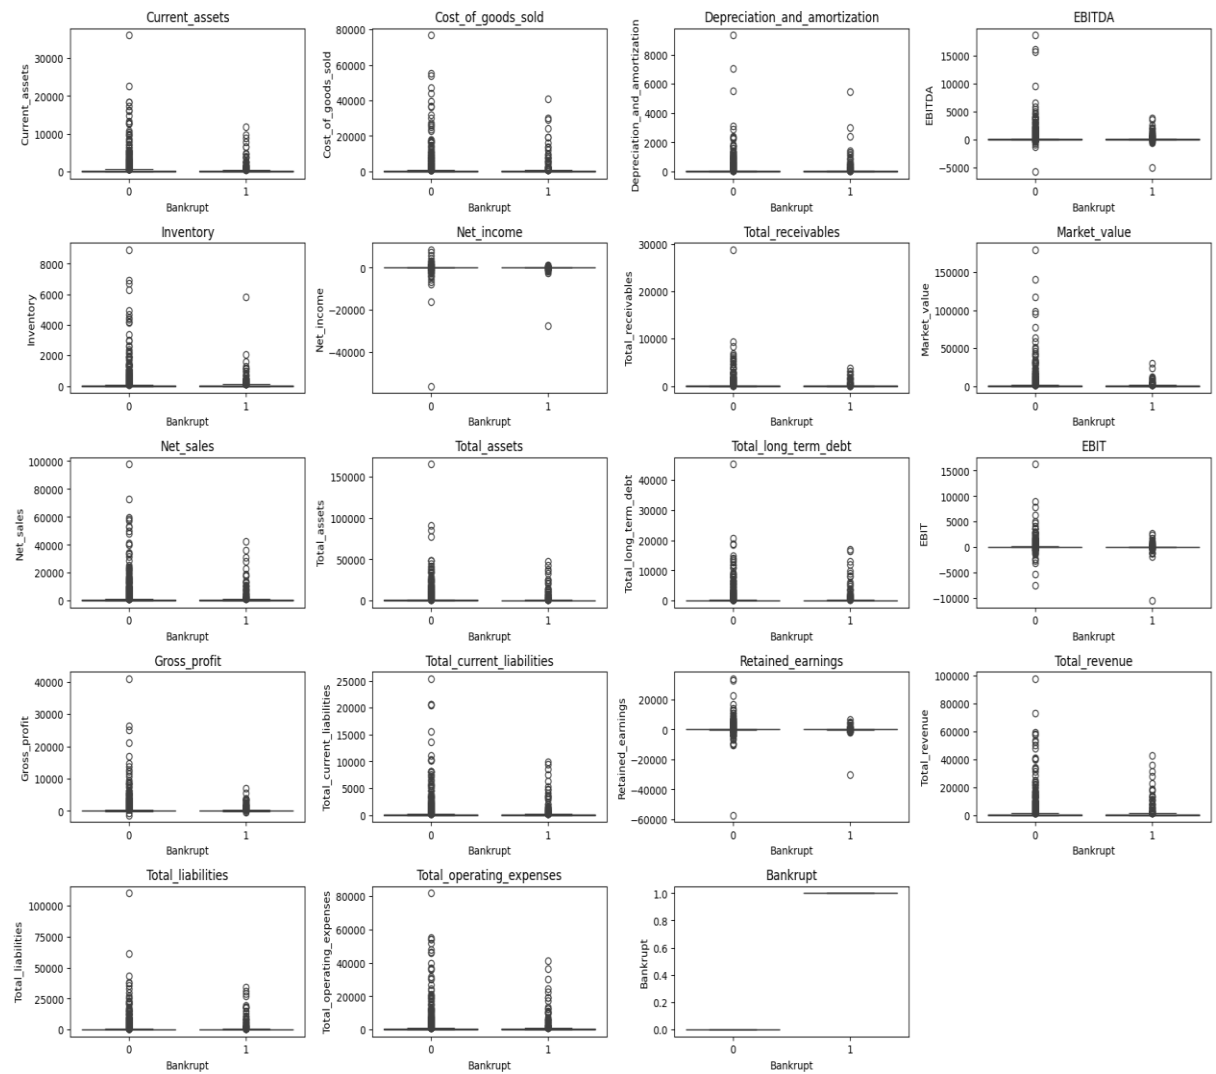 Current_assets Cost_of_goods_sold Depreciation_and_amortization EBITDA
Current_assets
30000
20000
10000
0
0 1
Bankrupt
Cost_of_goods_sold
80000
60000
40000
20000
0
0 1
Bankrupt
Depreciation_and_amortization
8000
6000
4000
2000
0
0 1
Bankrupt
EBITDA
15000
10000
5000
0
−5000
0 1
Bankrupt
Inventory Net_income Total_receivables Market_value
Inventory
8000
6000
4000
2000
0
0 1
Bankrupt
Net_income
0
−20000
−40000
0 1
Bankrupt
Total_receivables
30000
20000
10000
0
0 1
Bankrupt
Market_value
150000
100000
50000
0
0 1
Bankrupt
Net_sales Total_assets Total_long_term_debt EBIT
Net_sales
100000
80000
60000
40000
20000
0
0 1
Bankrupt
Total_assets
150000
100000
50000
0
0 1
Bankrupt
Total_long_term_debt
40000
30000
20000
10000
0
0 1
Bankrupt
EBIT
15000
10000
5000
0
−5000
−10000
0 1
Bankrupt
Gross_profit Total_current_liabilities Retained_earnings Total_revenue
Gross_profit
40000
30000
20000
10000
0
0 1
Bankrupt
Total_current_liabilities
25000
20000
15000
10000
5000
0
0 1
Bankrupt
Retained_earnings
20000
0
−20000
−40000
−60000
0 1
Bankrupt
Total_revenue
100000
80000
60000
40000
20000
0
0 1
Bankrupt
Total_liabilities Total_operating_expenses Bankrupt
Total_liabilities
100000
75000
50000
25000
0
0 1
Bankrupt
Total_operating_expenses
80000
60000
40000
20000
0
0 1
Bankrupt
Bankrupt
1.0
0.8
0.6
0.4
0.2
0.0
0 1
Bankrupt